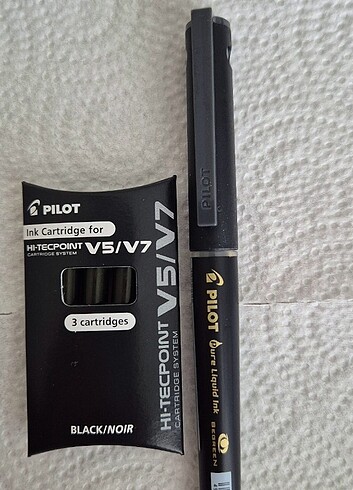 PILOT
Ink Cartridge for
HI-TECPOINT V5/V7
CARTRIDGE SYSTEM
3 cartridges
BLACK/NOIR
HI-TECPOINT V5/V7
CARTRIDGE SYSTEM
PILOT
PILOT Pure Liquid Ink BEGREEN